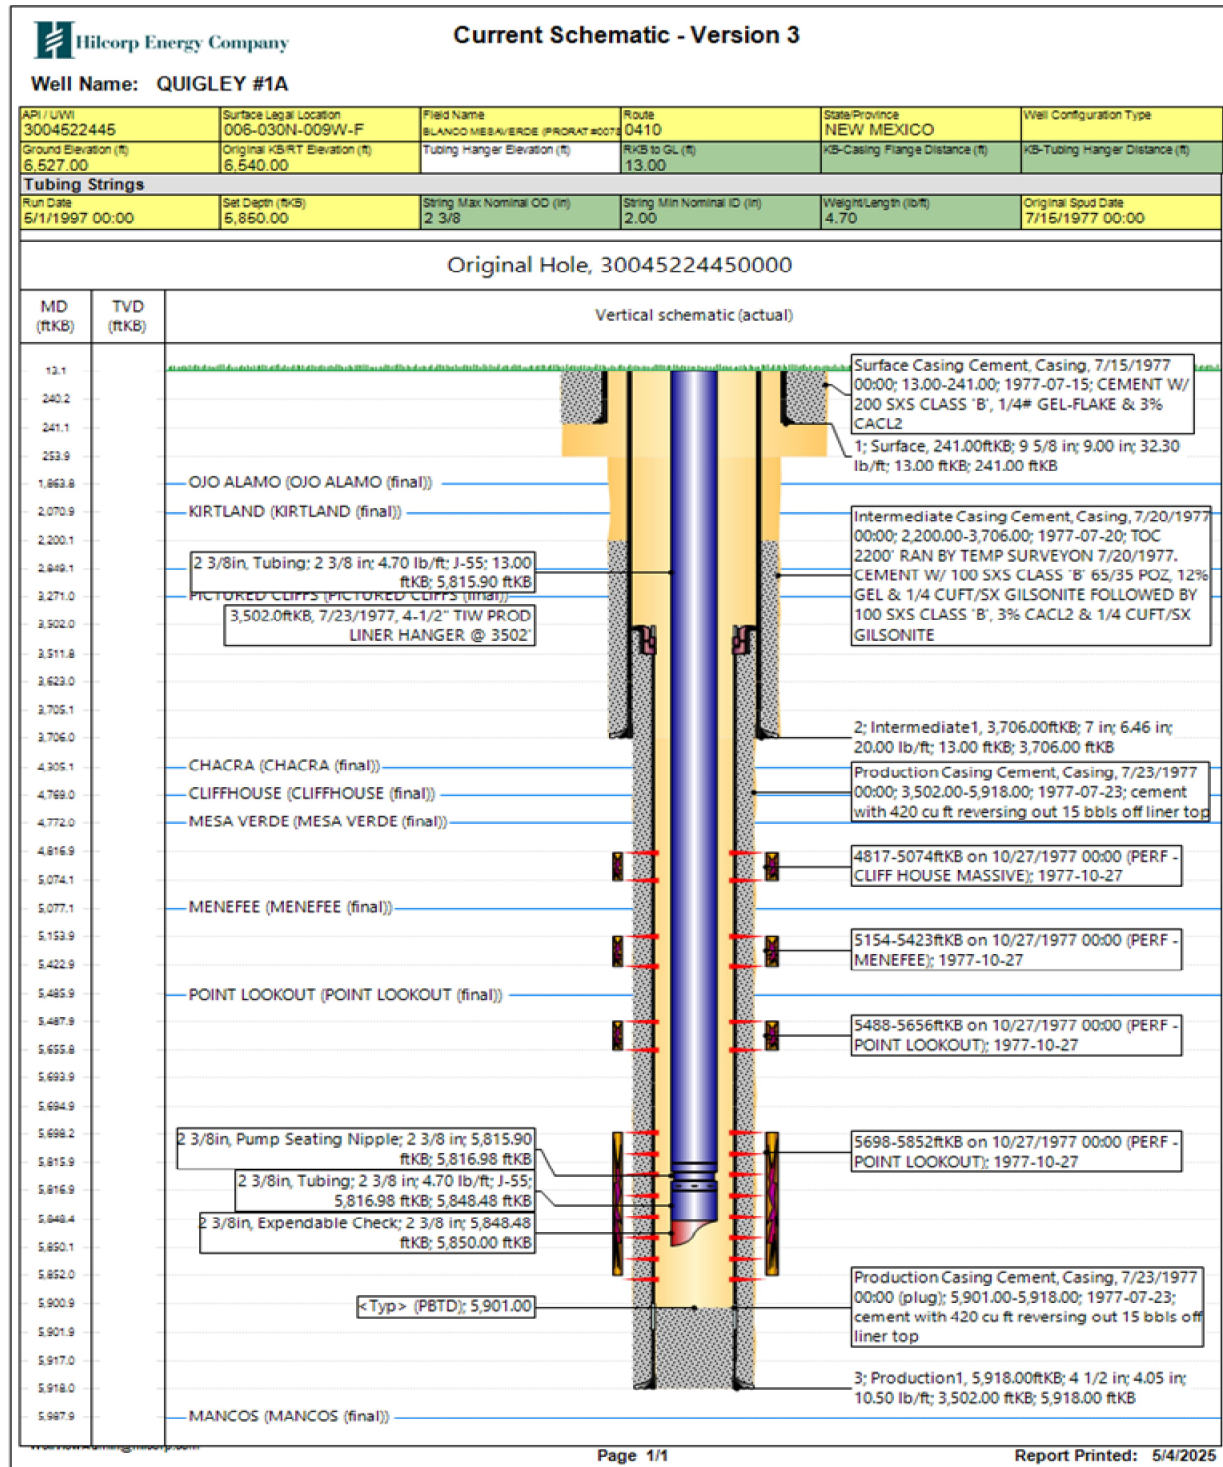 Hilcorp Energy Company
Current Schematic - Version 3
Well Name: QUIGLEY #1A
API / UWI
3004522445
Surface Legal Location
006-030N-009W-F
Field Name
BLANCO MESAVERDE (PRORAT #0078
Route
0410
State/Province
NEW MEXICO
Well Configuration Type
Ground Elevation (ft)
6,527.00
Original KB/RT Elevation (ft)
6,540.00
Tubing Hanger Elevation (ft)
RKB to GL (ft)
13.00
KB-Casing Flange Distance (ft)
KB-Tubing Hanger Distance (ft)
Tubing Strings
Run Date
5/1/1997 00:00
Set Depth (ftKB)
5,850.00
String Max Nominal OD (in)
2 3/8
String Min Nominal ID (in)
2.00
Weight/Length (lb/ft)
4.70
Original Spud Date
7/15/1977 00:00
Original Hole, 30045224450000
MD
(ftKB)
TVD
(ftKB)
Vertical schematic (actual)
13.1
240.2
241.1
253.9
1,863.8
2,070.9
2,200.1
2,849.1
3,271.0
3,502.0
3,511.8
3,623.0
3,705.1
3,706.0
4,305.1
4,769.0
4,772.0
4,816.9
5,074.1
5,077.1
5,153.9
5,422.9
5,485.9
5,487.9
5,655.8
5,693.9
5,694.9
5,698.2
5,815.9
5,816.9
5,848.4
5,850.1
5,852.0
5,900.9
5,901.9
5,917.0
5,918.0
5,987.9
OJO ALAMO (OJO ALAMO (final))
KIRTLAND (KIRTLAND (final))
2 3/8in, Tubing; 2 3/8 in; 4.70 lb/ft; J-55; 13.00
ftKB; 5,815.90 ftKB
PICTURED CLIFFS (PICTURED CLIFFS (final))
3,502.0ftKB, 7/23/1977, 4-1/2" TIW PROD
LINER HANGER @ 3502'
CHACRA (CHACRA (final))
CLIFFHOUSE (CLIFFHOUSE (final))
MESA VERDE (MESA VERDE (final))
MENEFEE (MENEFEE (final))
POINT LOOKOUT (POINT LOOKOUT (final))
2 3/8in, Pump Seating Nipple; 2 3/8 in; 5,815.90
ftKB; 5,816.98 ftKB
2 3/8in, Tubing; 2 3/8 in; 4.70 lb/ft; J-55;
5,816.98 ftKB; 5,848.48 ftKB
2 3/8in, Expendable Check; 2 3/8 in; 5,848.48
ftKB; 5,850.00 ftKB
<Typ> (PBTD); 5,901.00
MANCOS (MANCOS (final))
Surface Casing Cement, Casing, 7/15/1977
00:00; 13.00-241.00; 1977-07-15; CEMENT W/
200 SXS CLASS 'B', 1/4# GEL-FLAKE & 3%
CACL2
1; Surface, 241.00ftKB; 9 5/8 in; 9.00 in; 32.30
lb/ft; 13.00 ftKB; 241.00 ftKB
Intermediate Casing Cement, Casing, 7/20/1977
00:00; 2,200.00-3,706.00; 1977-07-20; TOC
2200' RAN BY TEMP SURVEYON 7/20/1977.
CEMENT W/ 100 SXS CLASS 'B' 65/35 POZ, 12%
GEL & 1/4 CUFT/SX GILSONITE FOLLOWED BY
100 SXS CLASS 'B', 3% CACL2 & 1/4 CUFT/SX
GILSONITE
2; Intermediate1, 3,706.00ftKB; 7 in; 6.46 in;
20.00 lb/ft; 13.00 ftKB; 3,706.00 ftKB
Production Casing Cement, Casing, 7/23/1977
00:00; 3,502.00-5,918.00; 1977-07-23; cement
with 420 cu ft reversing out 15 bbls off liner top
4817-5074ftKB on 10/27/1977 00:00 (PERF -
CLIFF HOUSE MASSIVE); 1977-10-27
5154-5423ftKB on 10/27/1977 00:00 (PERF -
MENEFEE); 1977-10-27
5488-5656ftKB on 10/27/1977 00:00 (PERF -
POINT LOOKOUT); 1977-10-27
5698-5852ftKB on 10/27/1977 00:00 (PERF -
POINT LOOKOUT); 1977-10-27
Production Casing Cement, Casing, 7/23/1977
00:00 (plug); 5,901.00-5,918.00; 1977-07-23;
cement with 420 cu ft reversing out 15 bbls off
liner top
3; Production1, 5,918.00ftKB; 4 1/2 in; 4.05 in;
10.50 lb/ft; 3,502.00 ftKB; 5,918.00 ftKB
Page 1/1
Report Printed: 5/4/2025